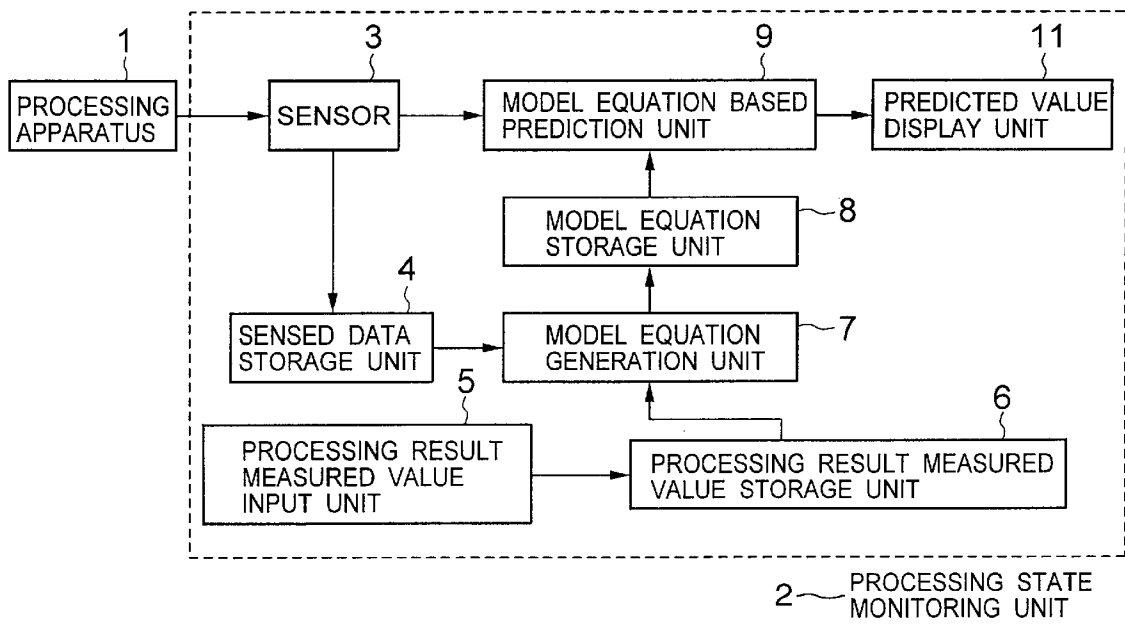 1
3
9
11
PROCESSING
APPARATUS
SENSOR
MODEL EQUATION BASED
PREDICTION UNIT
PREDICTED VALUE
DISPLAY UNIT
8
MODEL EQUATION
STORAGE UNIT
4
SENSED DATA
STORAGE UNIT
7
MODEL EQUATION
GENERATION UNIT
5
PROCESSING RESULT
MEASURED VALUE
INPUT UNIT
6
PROCESSING RESULT MEASURED
VALUE STORAGE UNIT
2 PROCESSING STATE
MONITORING UNIT